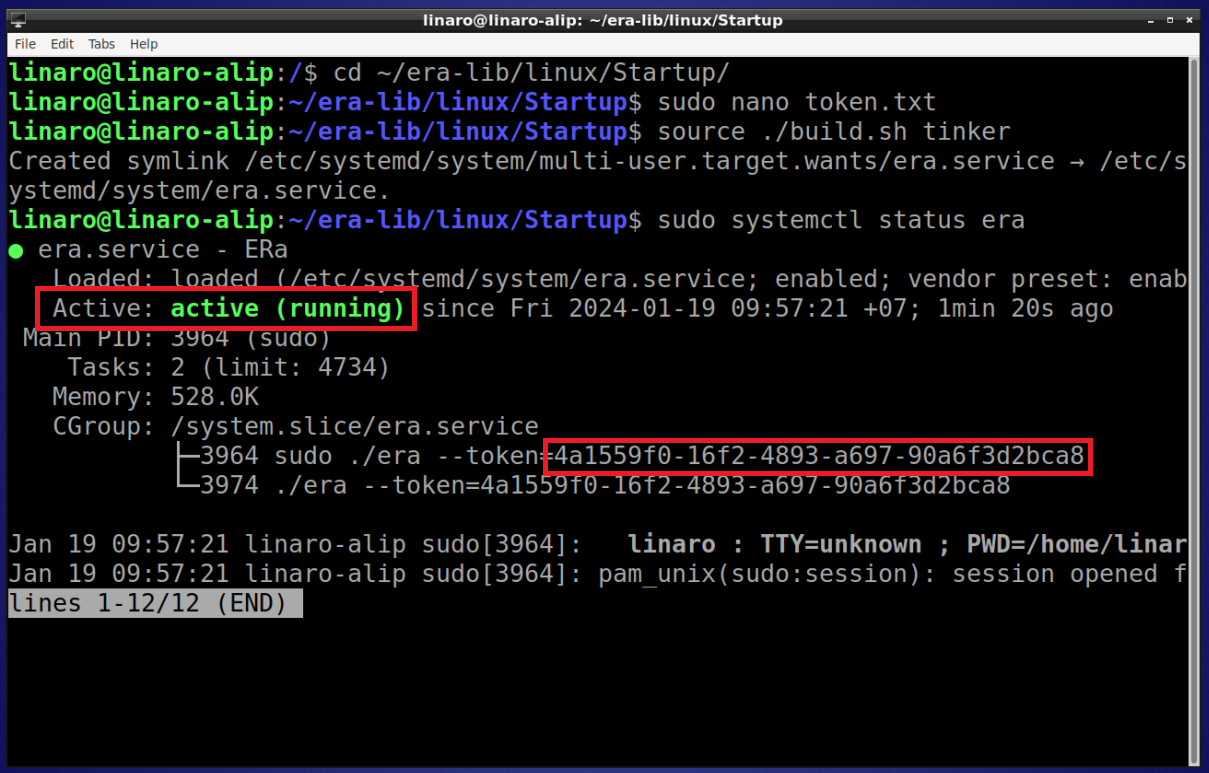 linaro@linaro-alip: ~/era-lib/linux/Startup
File Edit Tabs Help
linaro@linaro-alip:/$ cd ~/era-lib/linux/Startup/
linaro@linaro-alip:~/era-lib/linux/Startup$ sudo nano token.txt
linaro@linaro-alip:~/era-lib/linux/Startup$ source ./build.sh tinker
Created symlink /etc/systemd/system/multi-user.target.wants/era.service → /etc/s
ystemd/system/era.service.
linaro@linaro-alip:~/era-lib/linux/Startup$ sudo systemctl status era
● era.service - ERa
Loaded: loaded (/etc/systemd/system/era.service; enabled; vendor preset: enab
Active: active (running) since Fri 2024-01-19 09:57:21 +07; 1min 20s ago
Main PID: 3964 (sudo)
Tasks: 2 (limit: 4734)
Memory: 528.0K
CGroup: /system.slice/era.service
├─3964 sudo ./era --token=4a1559f0-16f2-4893-a697-90a6f3d2bca8
└─3974 ./era --token=4a1559f0-16f2-4893-a697-90a6f3d2bca8
Jan 19 09:57:21 linaro-alip sudo[3964]:   linaro : TTY=unknown ; PWD=/home/linar
Jan 19 09:57:21 linaro-alip sudo[3964]: pam_unix(sudo:session): session opened f
lines 1-12/12 (END)